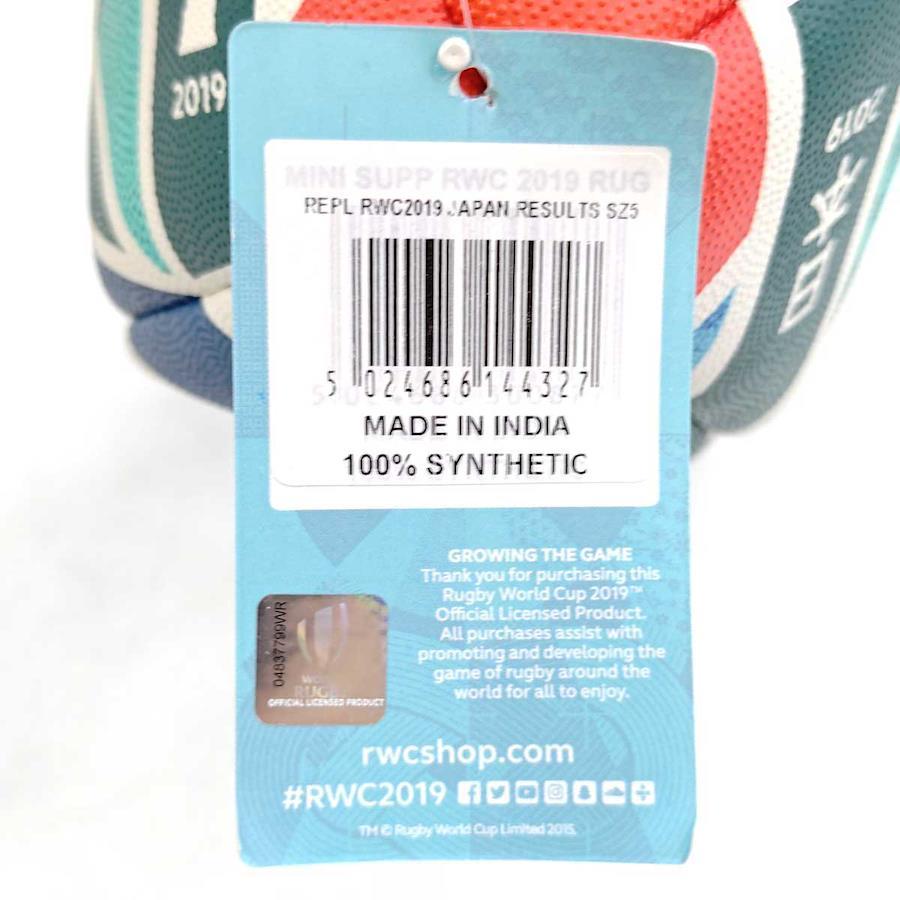 2019
2019
日本
MINI SUPP RWC 2019 RUG
REPL RWC2019 JAPAN RESULTS SZ5
5 024686 144327
MADE IN INDIA
100% SYNTHETIC
GROWING THE GAME
Thank you for purchasing this
Rugby World Cup 2019™
Official Licensed Product.
All purchases assist with
promoting and developing the
game of rugby around the
world for all to enjoy.
04837799WR
WORLD
RUGBY
OFFICIAL LICENSED PRODUCT
rwcshop.com
#RWC2019
TM © Rugby World Cup Limited 2015.